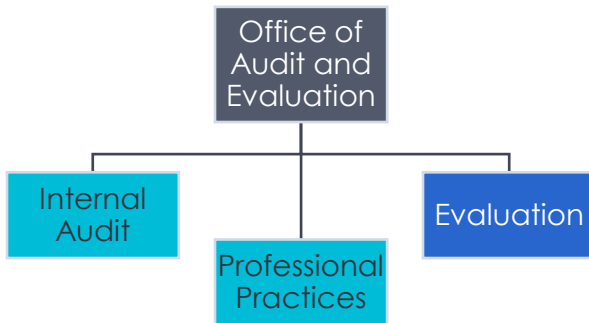 Office of
Audit and
Evaluation
Internal
Audit
Evaluation
Professional
Practices